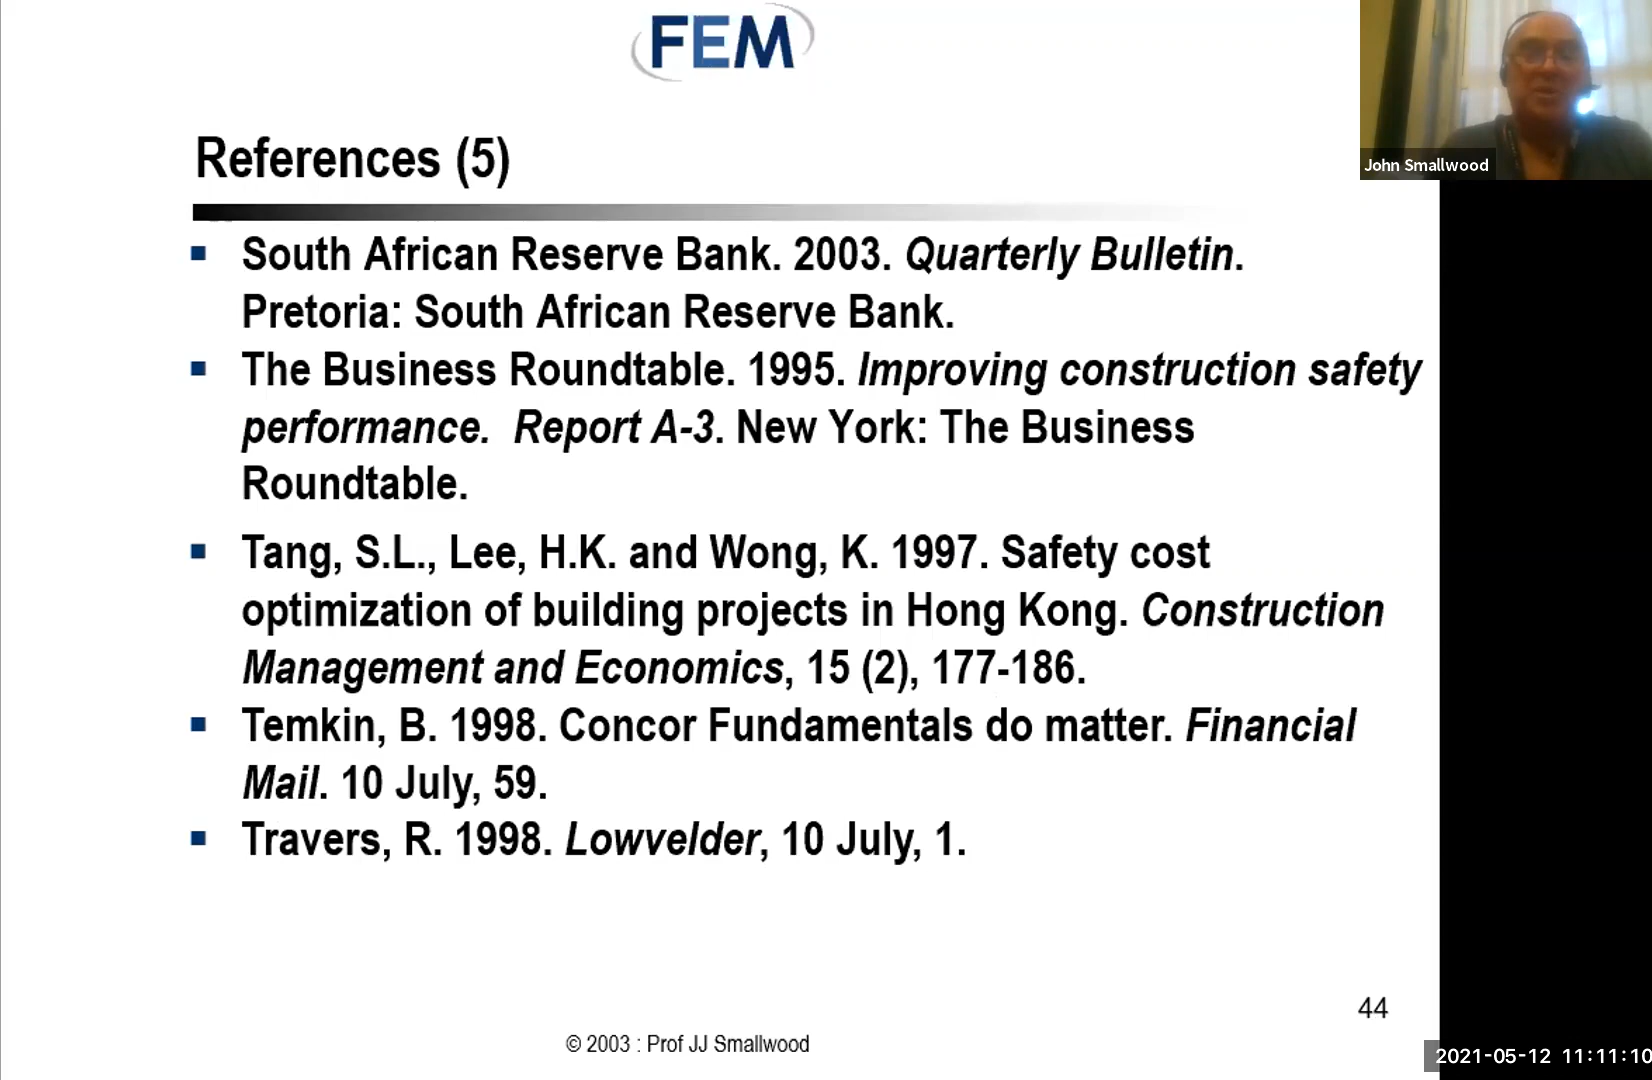 FEM
John Smallwood
References (5)
South African Reserve Bank. 2003. Quarterly Bulletin.
Pretoria: South African Reserve Bank.
The Business Roundtable. 1995. Improving construction safety
performance.  Report A-3. New York: The Business
Roundtable.
Tang, S.L., Lee, H.K. and Wong, K. 1997. Safety cost
optimization of building projects in Hong Kong. Construction
Management and Economics, 15 (2), 177-186.
Temkin, B. 1998. Concor Fundamentals do matter. Financial
Mail. 10 July, 59.
Travers, R. 1998. Lowvelder, 10 July, 1.
44
© 2003 : Prof JJ Smallwood
2021-05-12 11:11:10